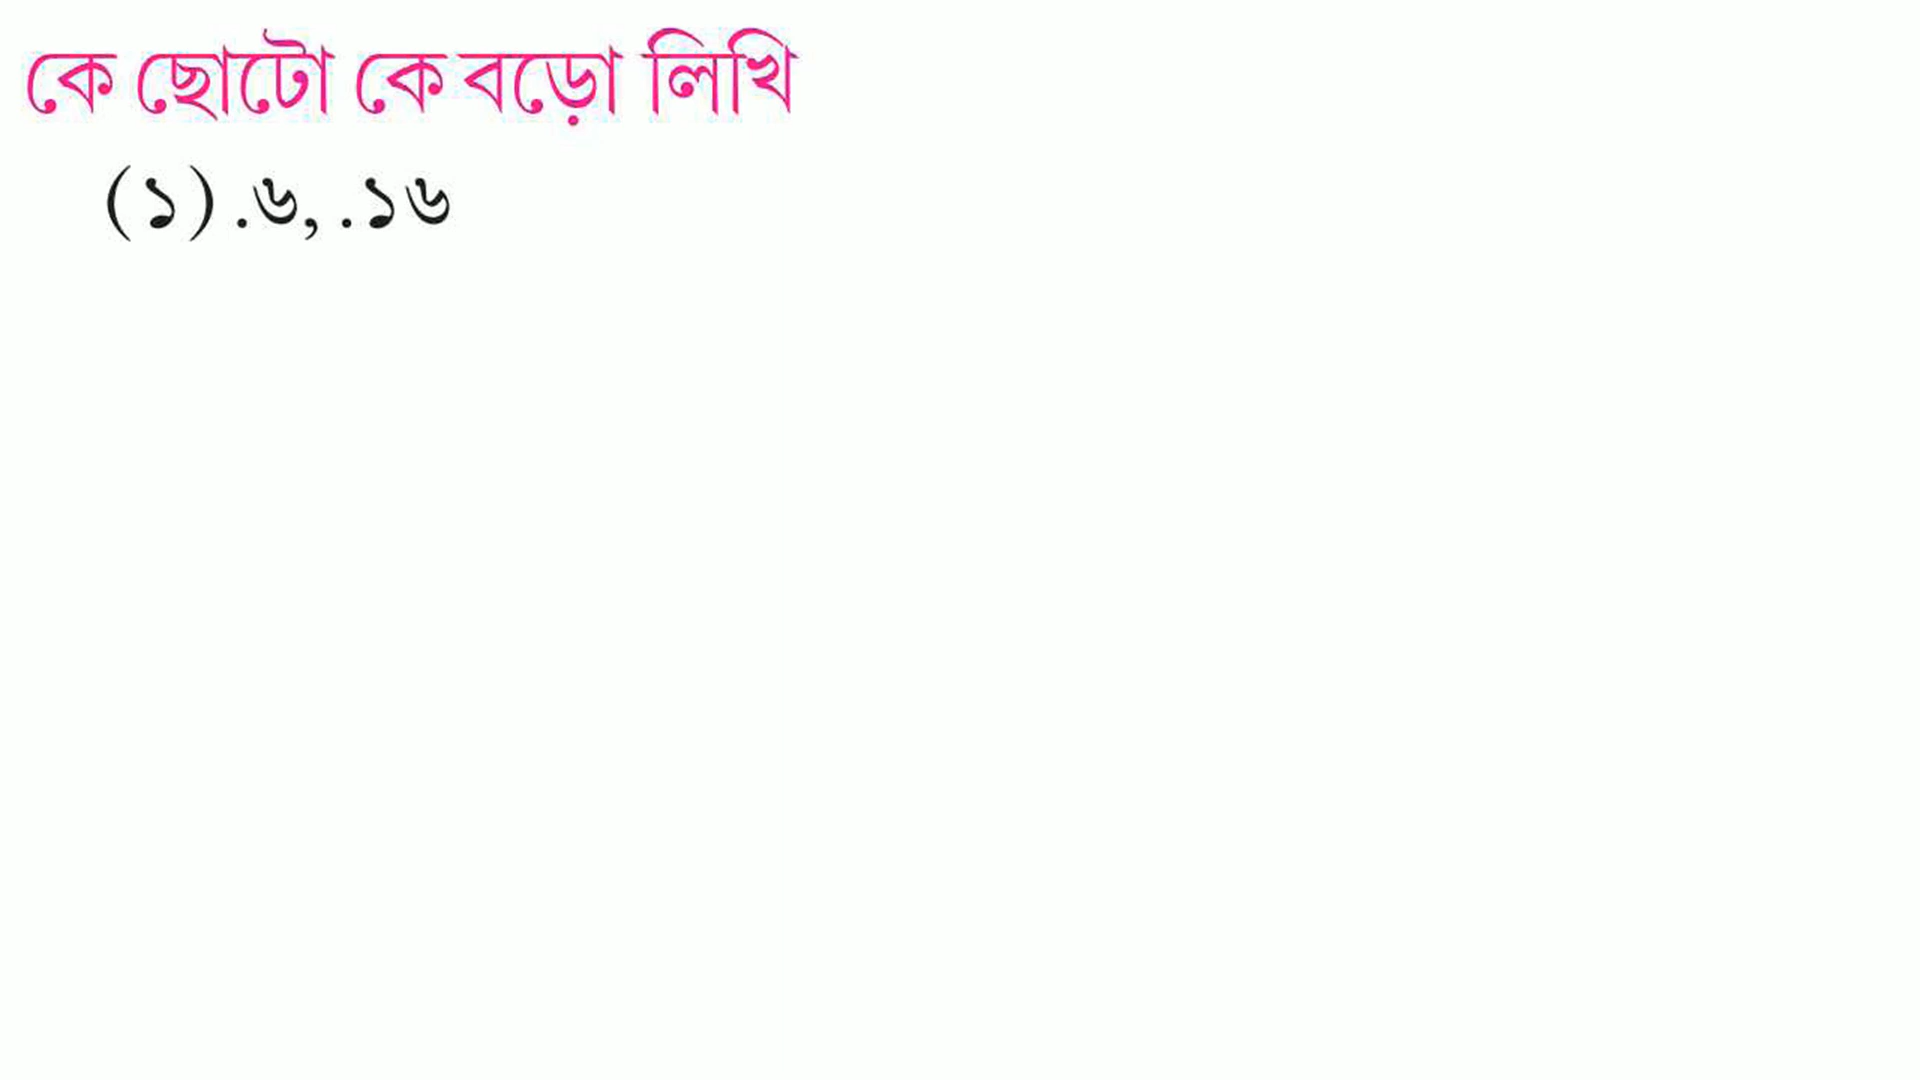 কে ছোটো কে বড়ো লিখি
(১) .৬, .১৬